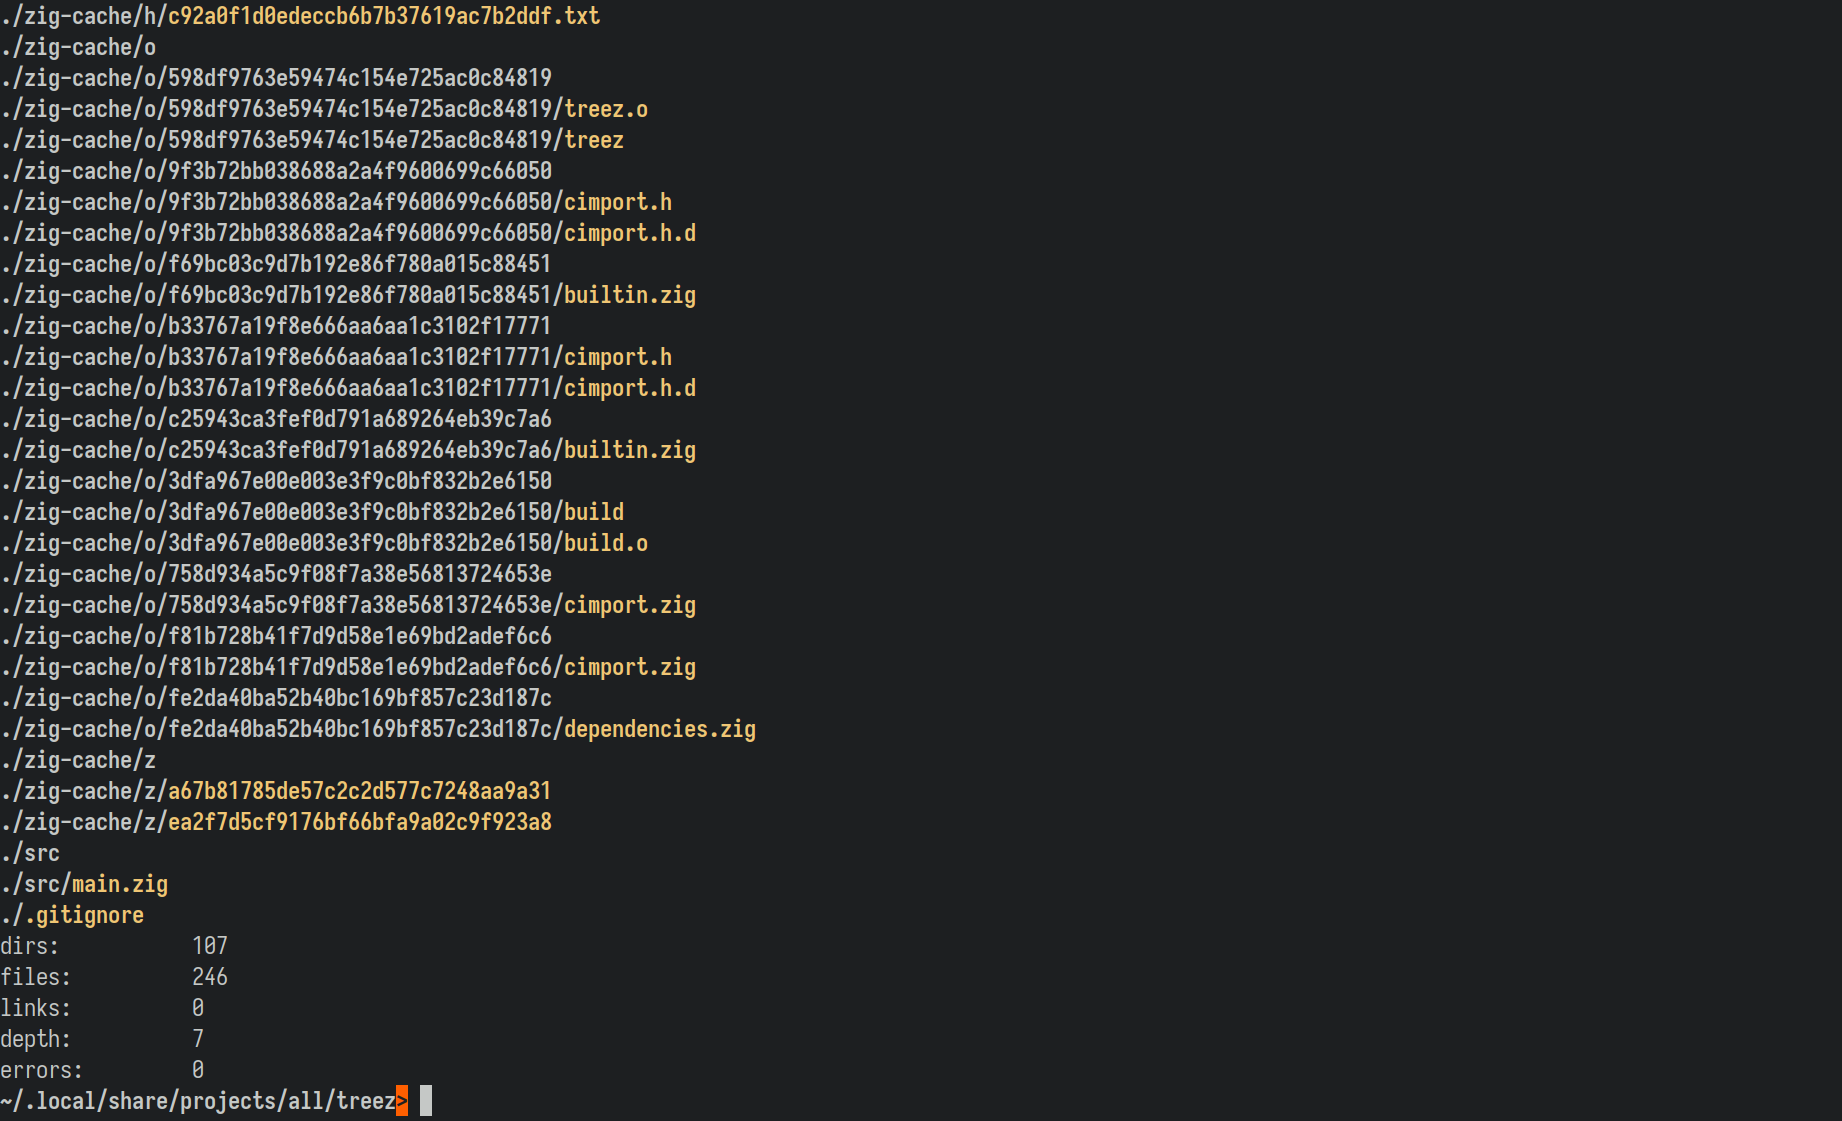 ./zig-cache/h/c92a0f1d0edeccb6b7b37619ac7b2ddf.txt
./zig-cache/o
./zig-cache/o/598df9763e59474c154e725ac0c84819
./zig-cache/o/598df9763e59474c154e725ac0c84819/treez.o
./zig-cache/o/598df9763e59474c154e725ac0c84819/treez
./zig-cache/o/9f3b72bb038688a2a4f9600699c66050
./zig-cache/o/9f3b72bb038688a2a4f9600699c66050/cimport.h
./zig-cache/o/9f3b72bb038688a2a4f9600699c66050/cimport.h.d
./zig-cache/o/f69bc03c9d7b192e86f780a015c88451
./zig-cache/o/f69bc03c9d7b192e86f780a015c88451/builtin.zig
./zig-cache/o/b33767a19f8e666aa6aa1c3102f17771
./zig-cache/o/b33767a19f8e666aa6aa1c3102f17771/cimport.h
./zig-cache/o/b33767a19f8e666aa6aa1c3102f17771/cimport.h.d
./zig-cache/o/c25943ca3fef0d791a689264eb39c7a6
./zig-cache/o/c25943ca3fef0d791a689264eb39c7a6/builtin.zig
./zig-cache/o/3dfa967e00e003e3f9c0bf832b2e6150
./zig-cache/o/3dfa967e00e003e3f9c0bf832b2e6150/build
./zig-cache/o/3dfa967e00e003e3f9c0bf832b2e6150/build.o
./zig-cache/o/758d934a5c9f08f7a38e56813724653e
./zig-cache/o/758d934a5c9f08f7a38e56813724653e/cimport.zig
./zig-cache/o/f81b728b41f7d9d58e1e69bd2adef6c6
./zig-cache/o/f81b728b41f7d9d58e1e69bd2adef6c6/cimport.zig
./zig-cache/o/fe2da40ba52b40bc169bf857c23d187c
./zig-cache/o/fe2da40ba52b40bc169bf857c23d187c/dependencies.zig
./zig-cache/z
./zig-cache/z/a67b81785de57c2c2d577c7248aa9a31
./zig-cache/z/ea2f7d5cf9176bf66bfa9a02c9f923a8
./src
./src/main.zig
./.gitignore
dirs: 107
files: 246
links: 0
depth: 7
errors: 0
~/.local/share/projects/all/treez>